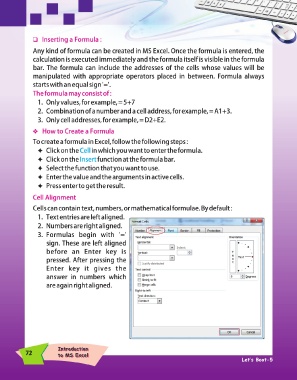 ❑ Inserting a Formula :
Any kind of formula can be created in MS Excel. Once the formula is entered, the
calculation is executed immediately and the formula itself is visible in the formula
bar. The formula can include the addresses of the cells whose values will be
manipulated with appropriate operators placed in between. Formula always
starts with an equal sign '='.
The formula may consist of :
1. Only values, for example, = 5+7
2. Combination of a number and a cell address, for example, = A1+3.
3. Only cell addresses, for example, = D2+E2.
❖ How to Create a Formula
To create a formula in Excel, follow the following steps :
✦ Click on the Cell in which you want to enter the formula.
✦ Click on the Insert function at the formula bar.
✦ Select the function that you want to use.
✦ Enter the value and the arguments in active cells.
✦ Press enter to get the result.
Cell Alignment
Cells can contain text, numbers, or mathematical formulae. By default :
1. Text entries are left aligned.
2. Numbers are right aligned.
3. Formulas begin with '='
sign. These are left aligned
before an Enter key is
pressed. After pressing the
Enter key it gives the
answer in numbers which
are again right aligned.
Format Cells
Number Alignment Font Border Fill Protection
Text alignment
Horizontal:
Vertical:
Text control
Wrap text
Shrink to fit
Merge cells
Right-to-left
Text direction:
Context
Orientation
Text
0 Degrees
OK Cancel
72
Introduction
to MS Excel
Let's Boot-5